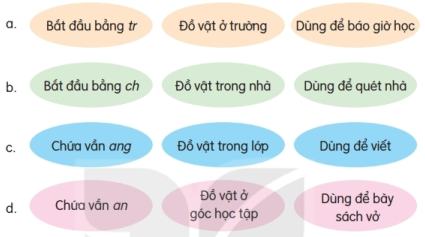 a. Bắt đầu bằng tr Đồ vật ở trường Dùng để báo giờ học
b. Bắt đầu bằng ch Đồ vật trong nhà Dùng để quét nhà
c. Chứa vần ang Đồ vật trong lớp Dùng để viết
d. Chứa vần an Đồ vật ở góc học tập Dùng để bày sách vở